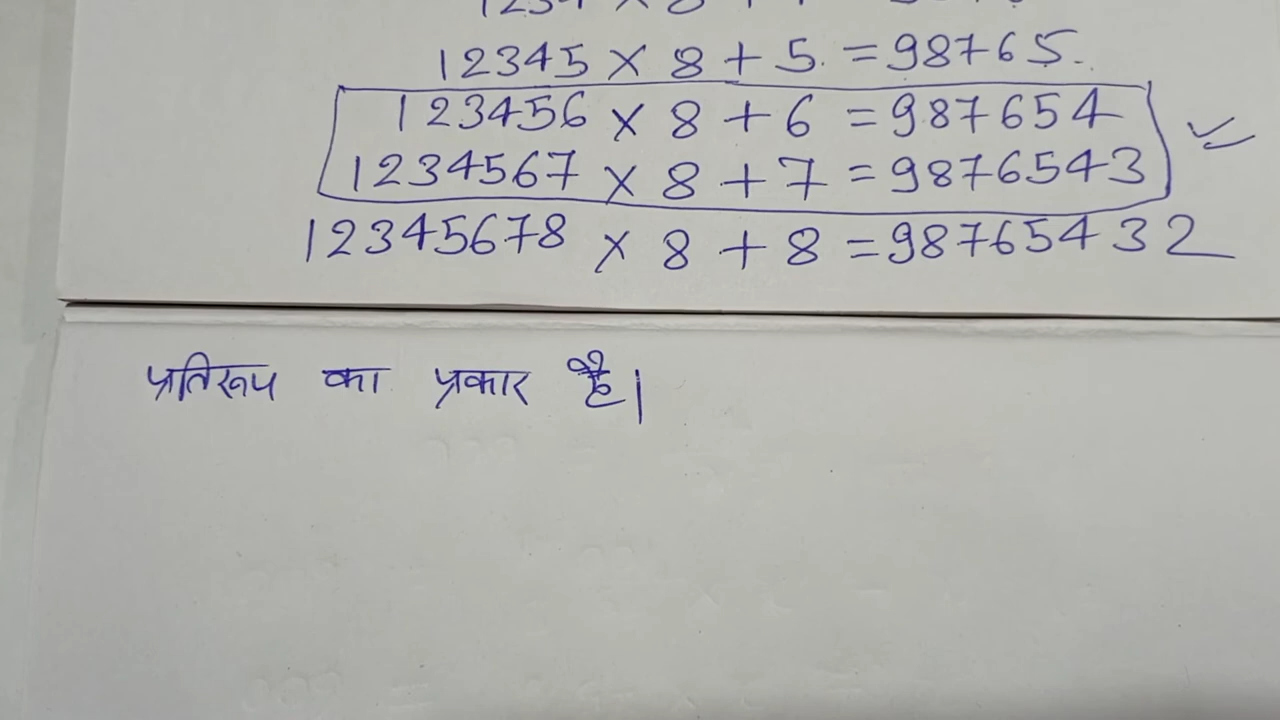 12345 × 8 + 5. = 98765.
123456 × 8 + 6 = 987654
1234567 × 8 + 7 = 9876543
12345678 × 8 + 8 = 98765432
प्रतिरूप का प्रकार है।